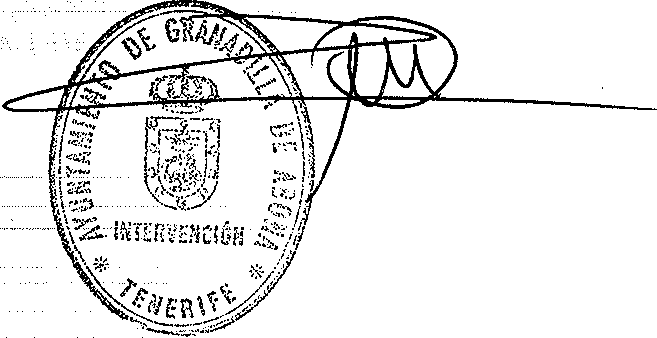 AYUNTAMIENTO DE GRANADILLA DE ABONA
INTERVENCIÓN
* TENERIFE *